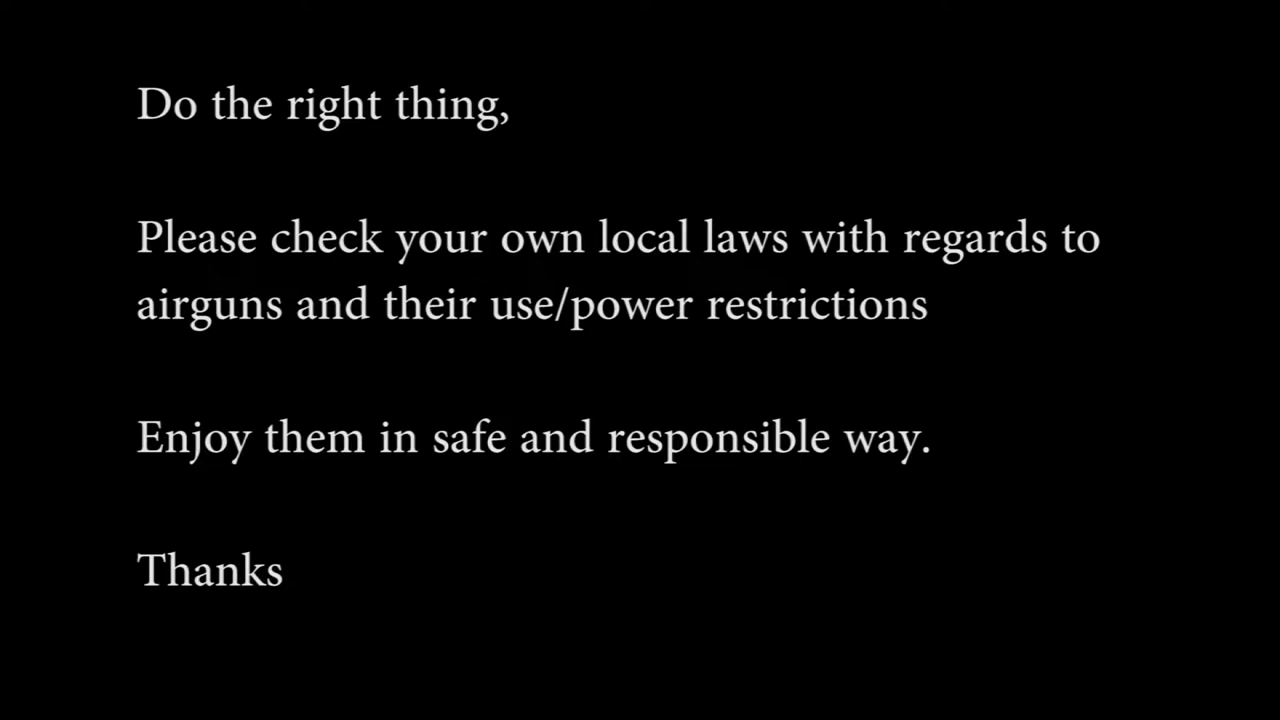 Do the right thing,
Please check your own local laws with regards to
airguns and their use/power restrictions
Enjoy them in safe and responsible way.
Thanks